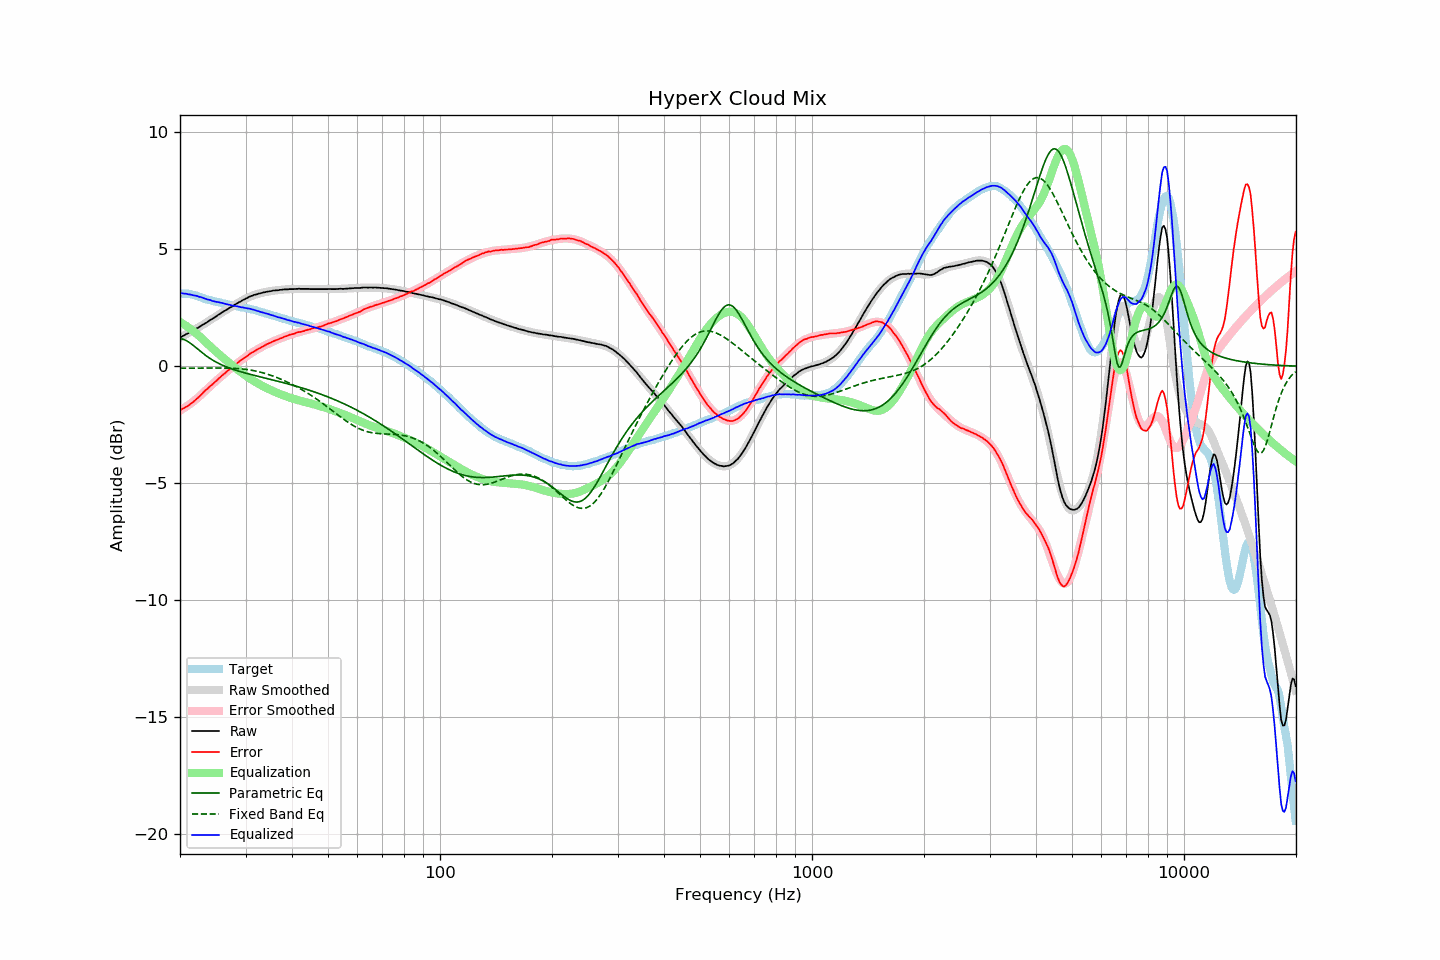 HyperX Cloud Mix
10
5
0
−5
−10
−15
−20
Amplitude (dBr)
Target
Raw Smoothed
Error Smoothed
Raw
Error
Equalization
Parametric Eq
Fixed Band Eq
Equalized
100
1000
10000
Frequency (Hz)